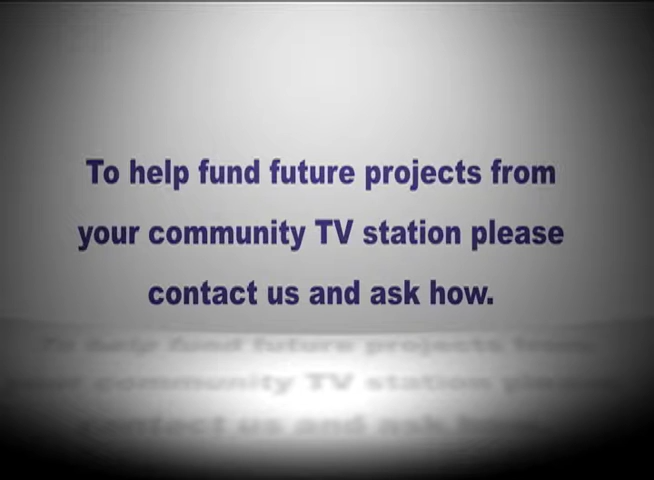 To help fund future projects from
your community TV station please
contact us and ask how.